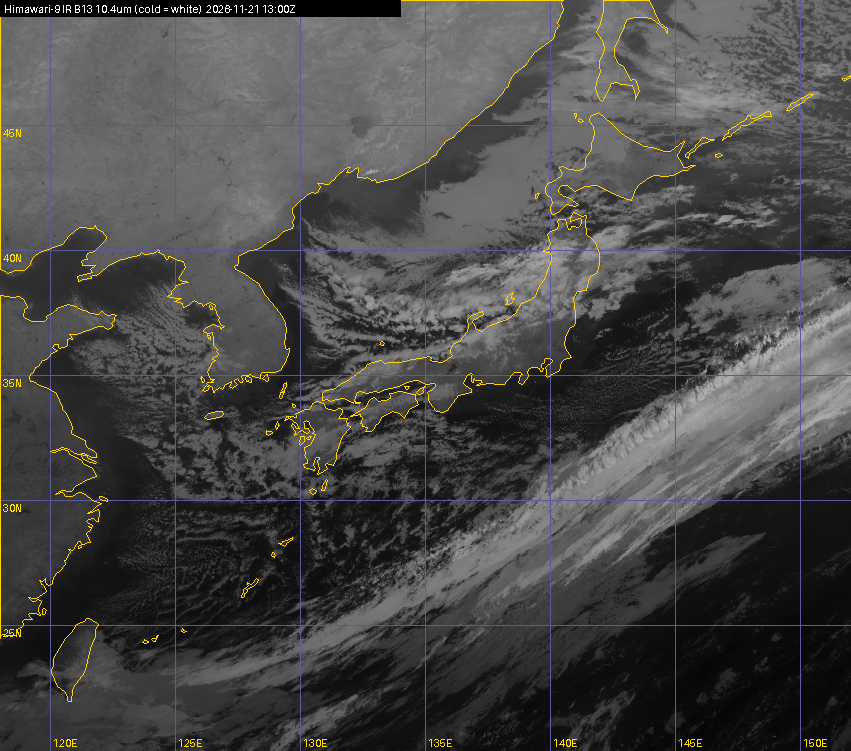 Himawari-9 IR B13 10.4um (cold = white) 2026-11-21 13:00Z
45N
40N
35N
30N
25N
120E
125E
130E
135E
140E
145E
150E